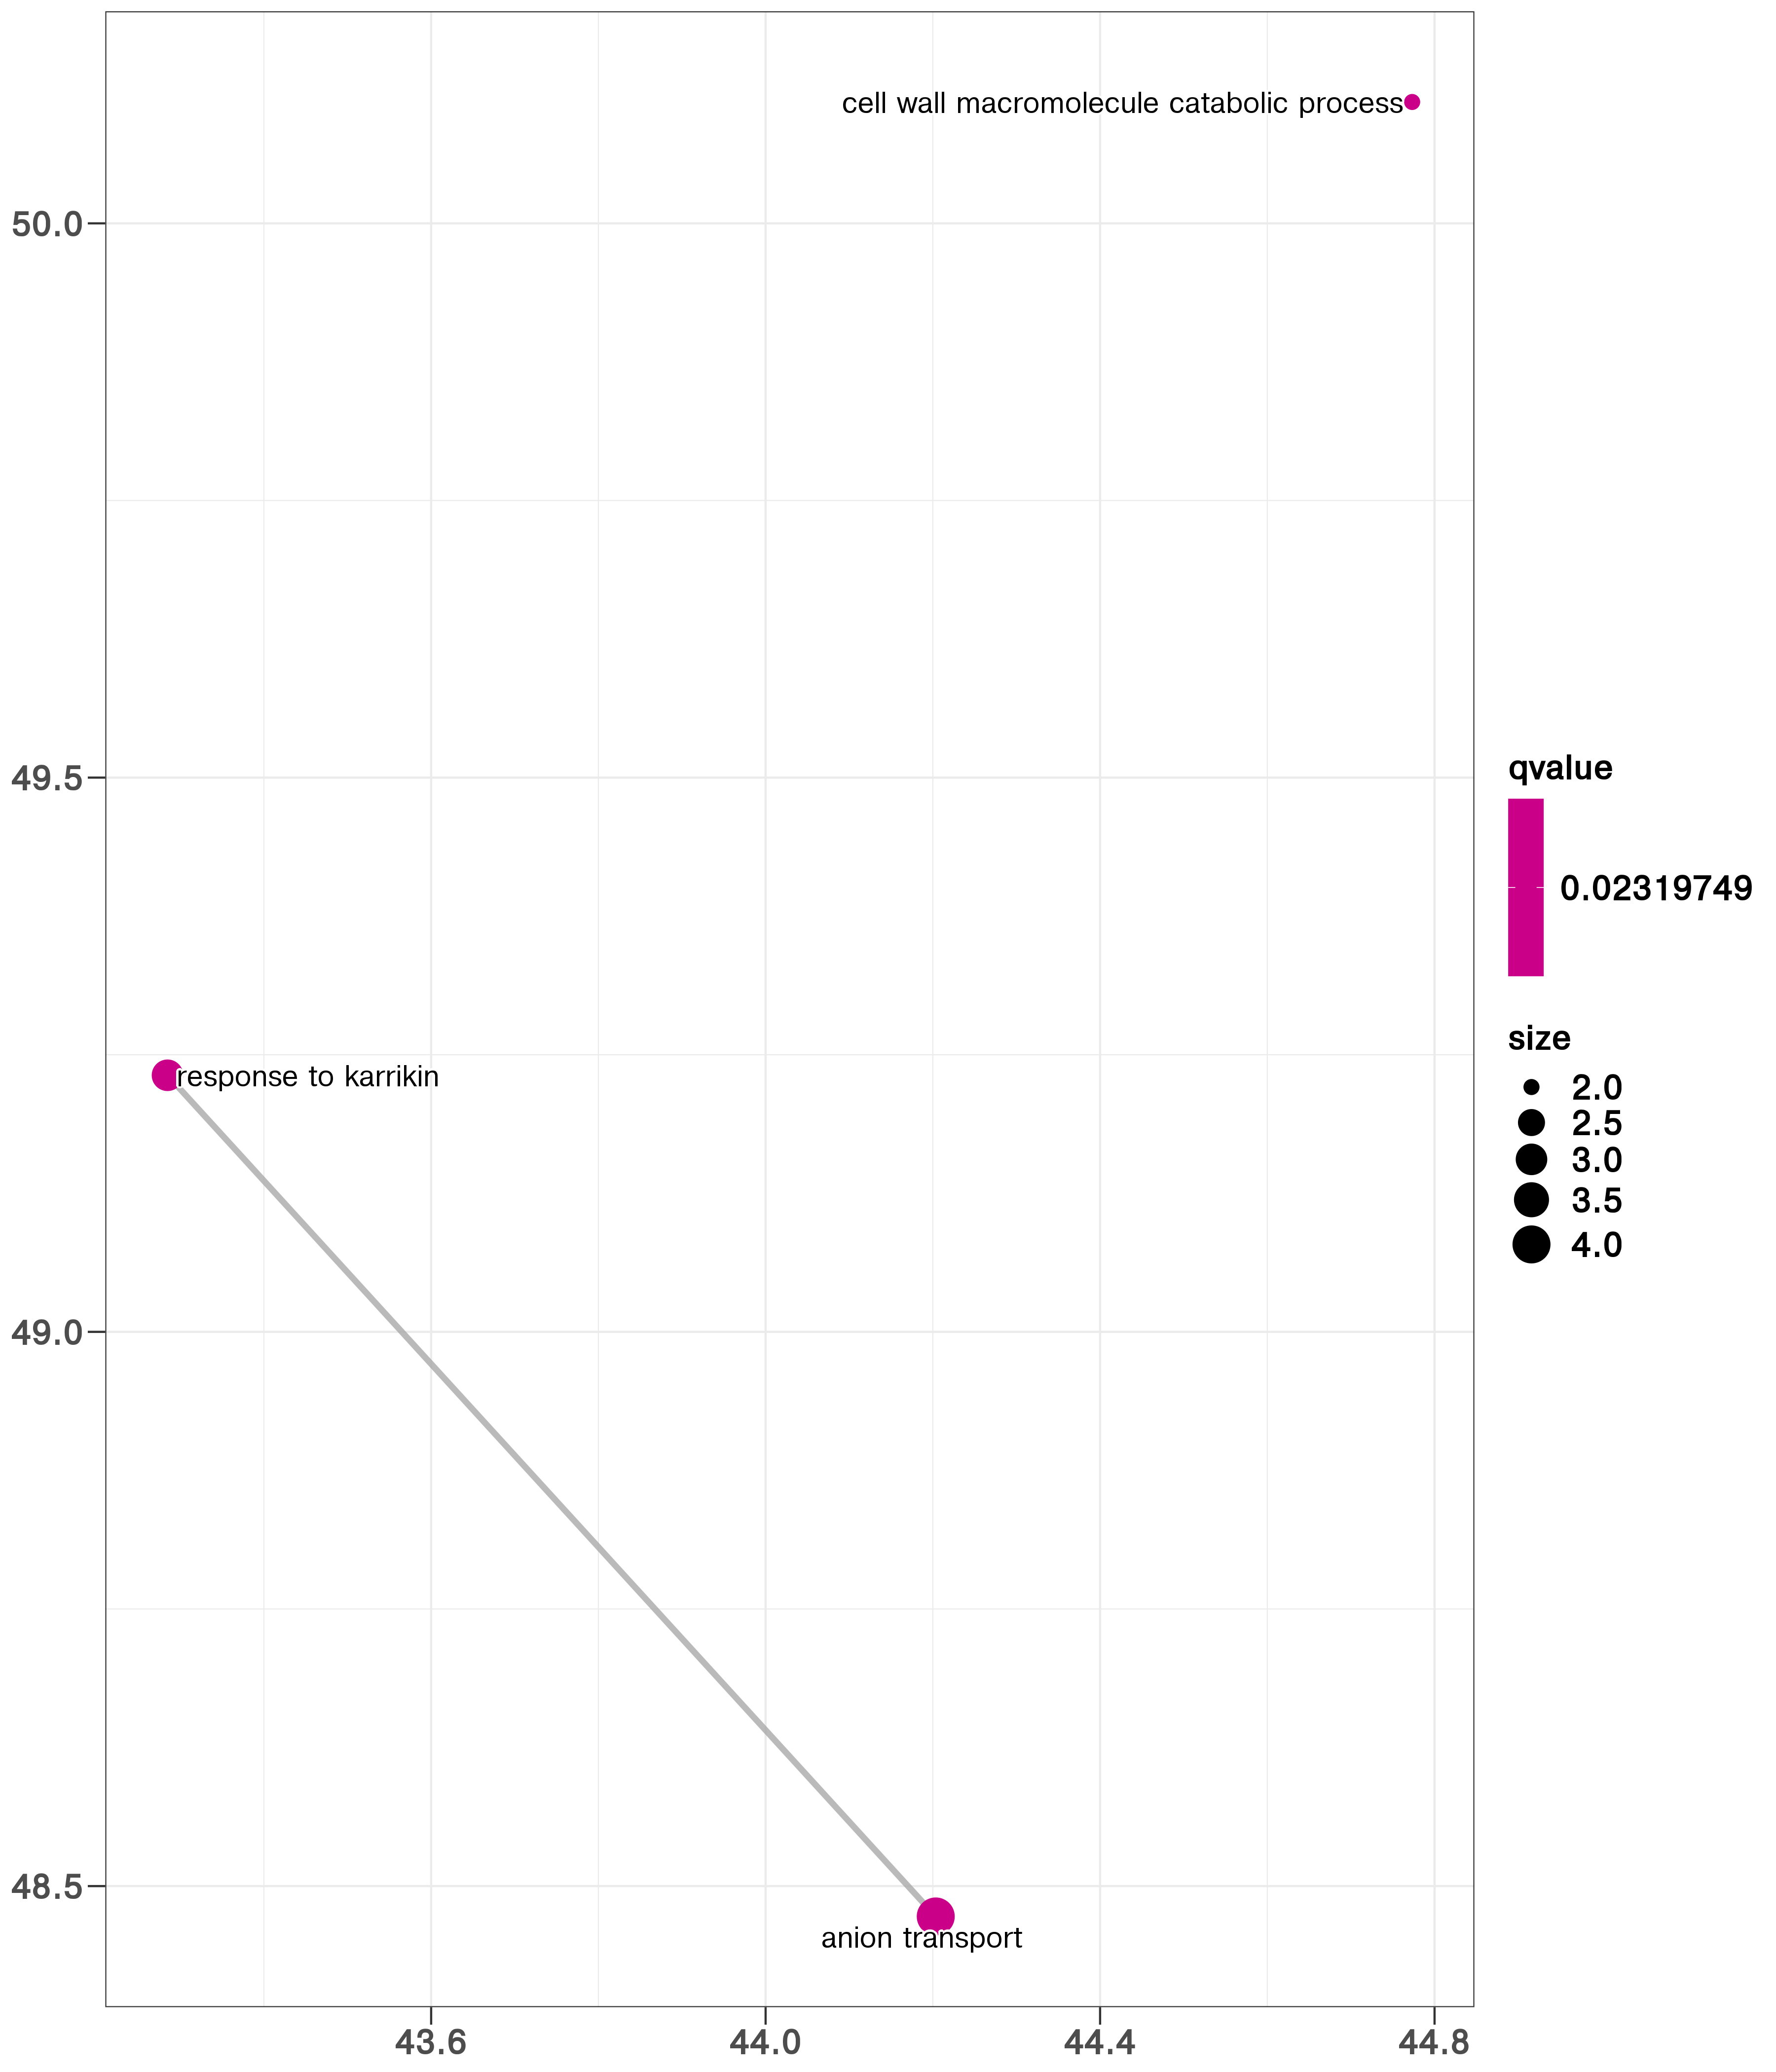 cell wall macromolecule catabolic process
50.0
49.5
qvalue
0.02319749
size
2.0
2.5
3.0
3.5
4.0
response to karrikin
49.0
48.5
anion transport
43.6 44.0 44.4 44.8